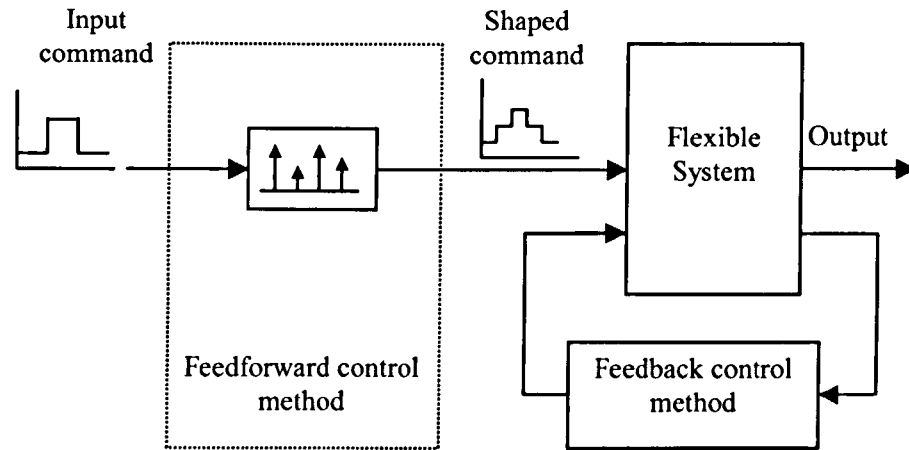 Input
command
Shaped
command
Flexible
System
Output
Feedforward control
method
Feedback control
method